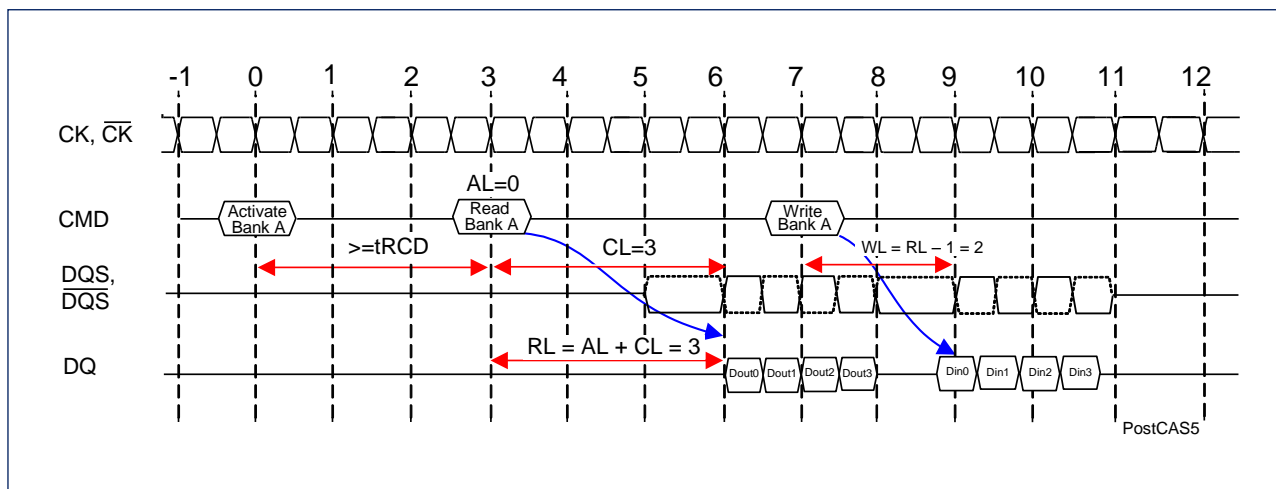 -1 0 1 2 3 4 5 6 7 8 9 10 11 12
CK, CK
AL=0
CMD
Activate
Bank A
Read
Bank A
Write
Bank A
>=tRCD
CL=3
WL = RL – 1 = 2
DQS,
DQS
RL = AL + CL = 3
DQ
Dout0 Dout1 Dout2 Dout3
Din0 Din1 Din2 Din3
PostCAS5